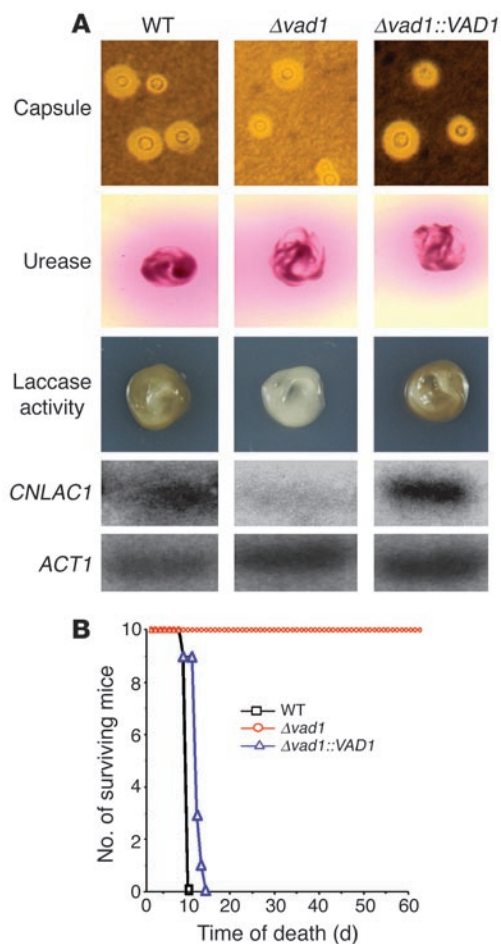 A
WT Δvad1 Δvad1::VAD1
Capsule
Urease
Laccase
activity
CNLAC1
ACT1
B
10
8
6
4
2
0
No. of surviving mice
WT
Δvad1
Δvad1::VAD1
0 10 20 30 40 50 60
Time of death (d)